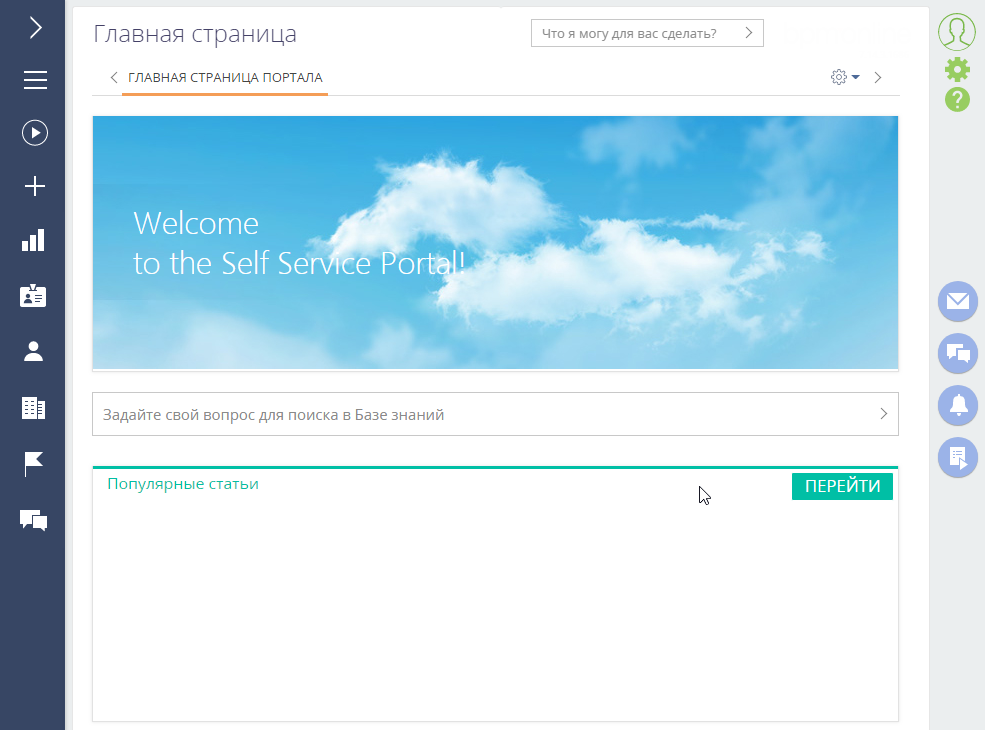 Главная страница
Что я могу для вас сделать?
ГЛАВНАЯ СТРАНИЦА ПОРТАЛА
Welcome
to the Self Service Portal!
Задайте свой вопрос для поиска в Базе знаний
Популярные статьи
ПЕРЕЙТИ